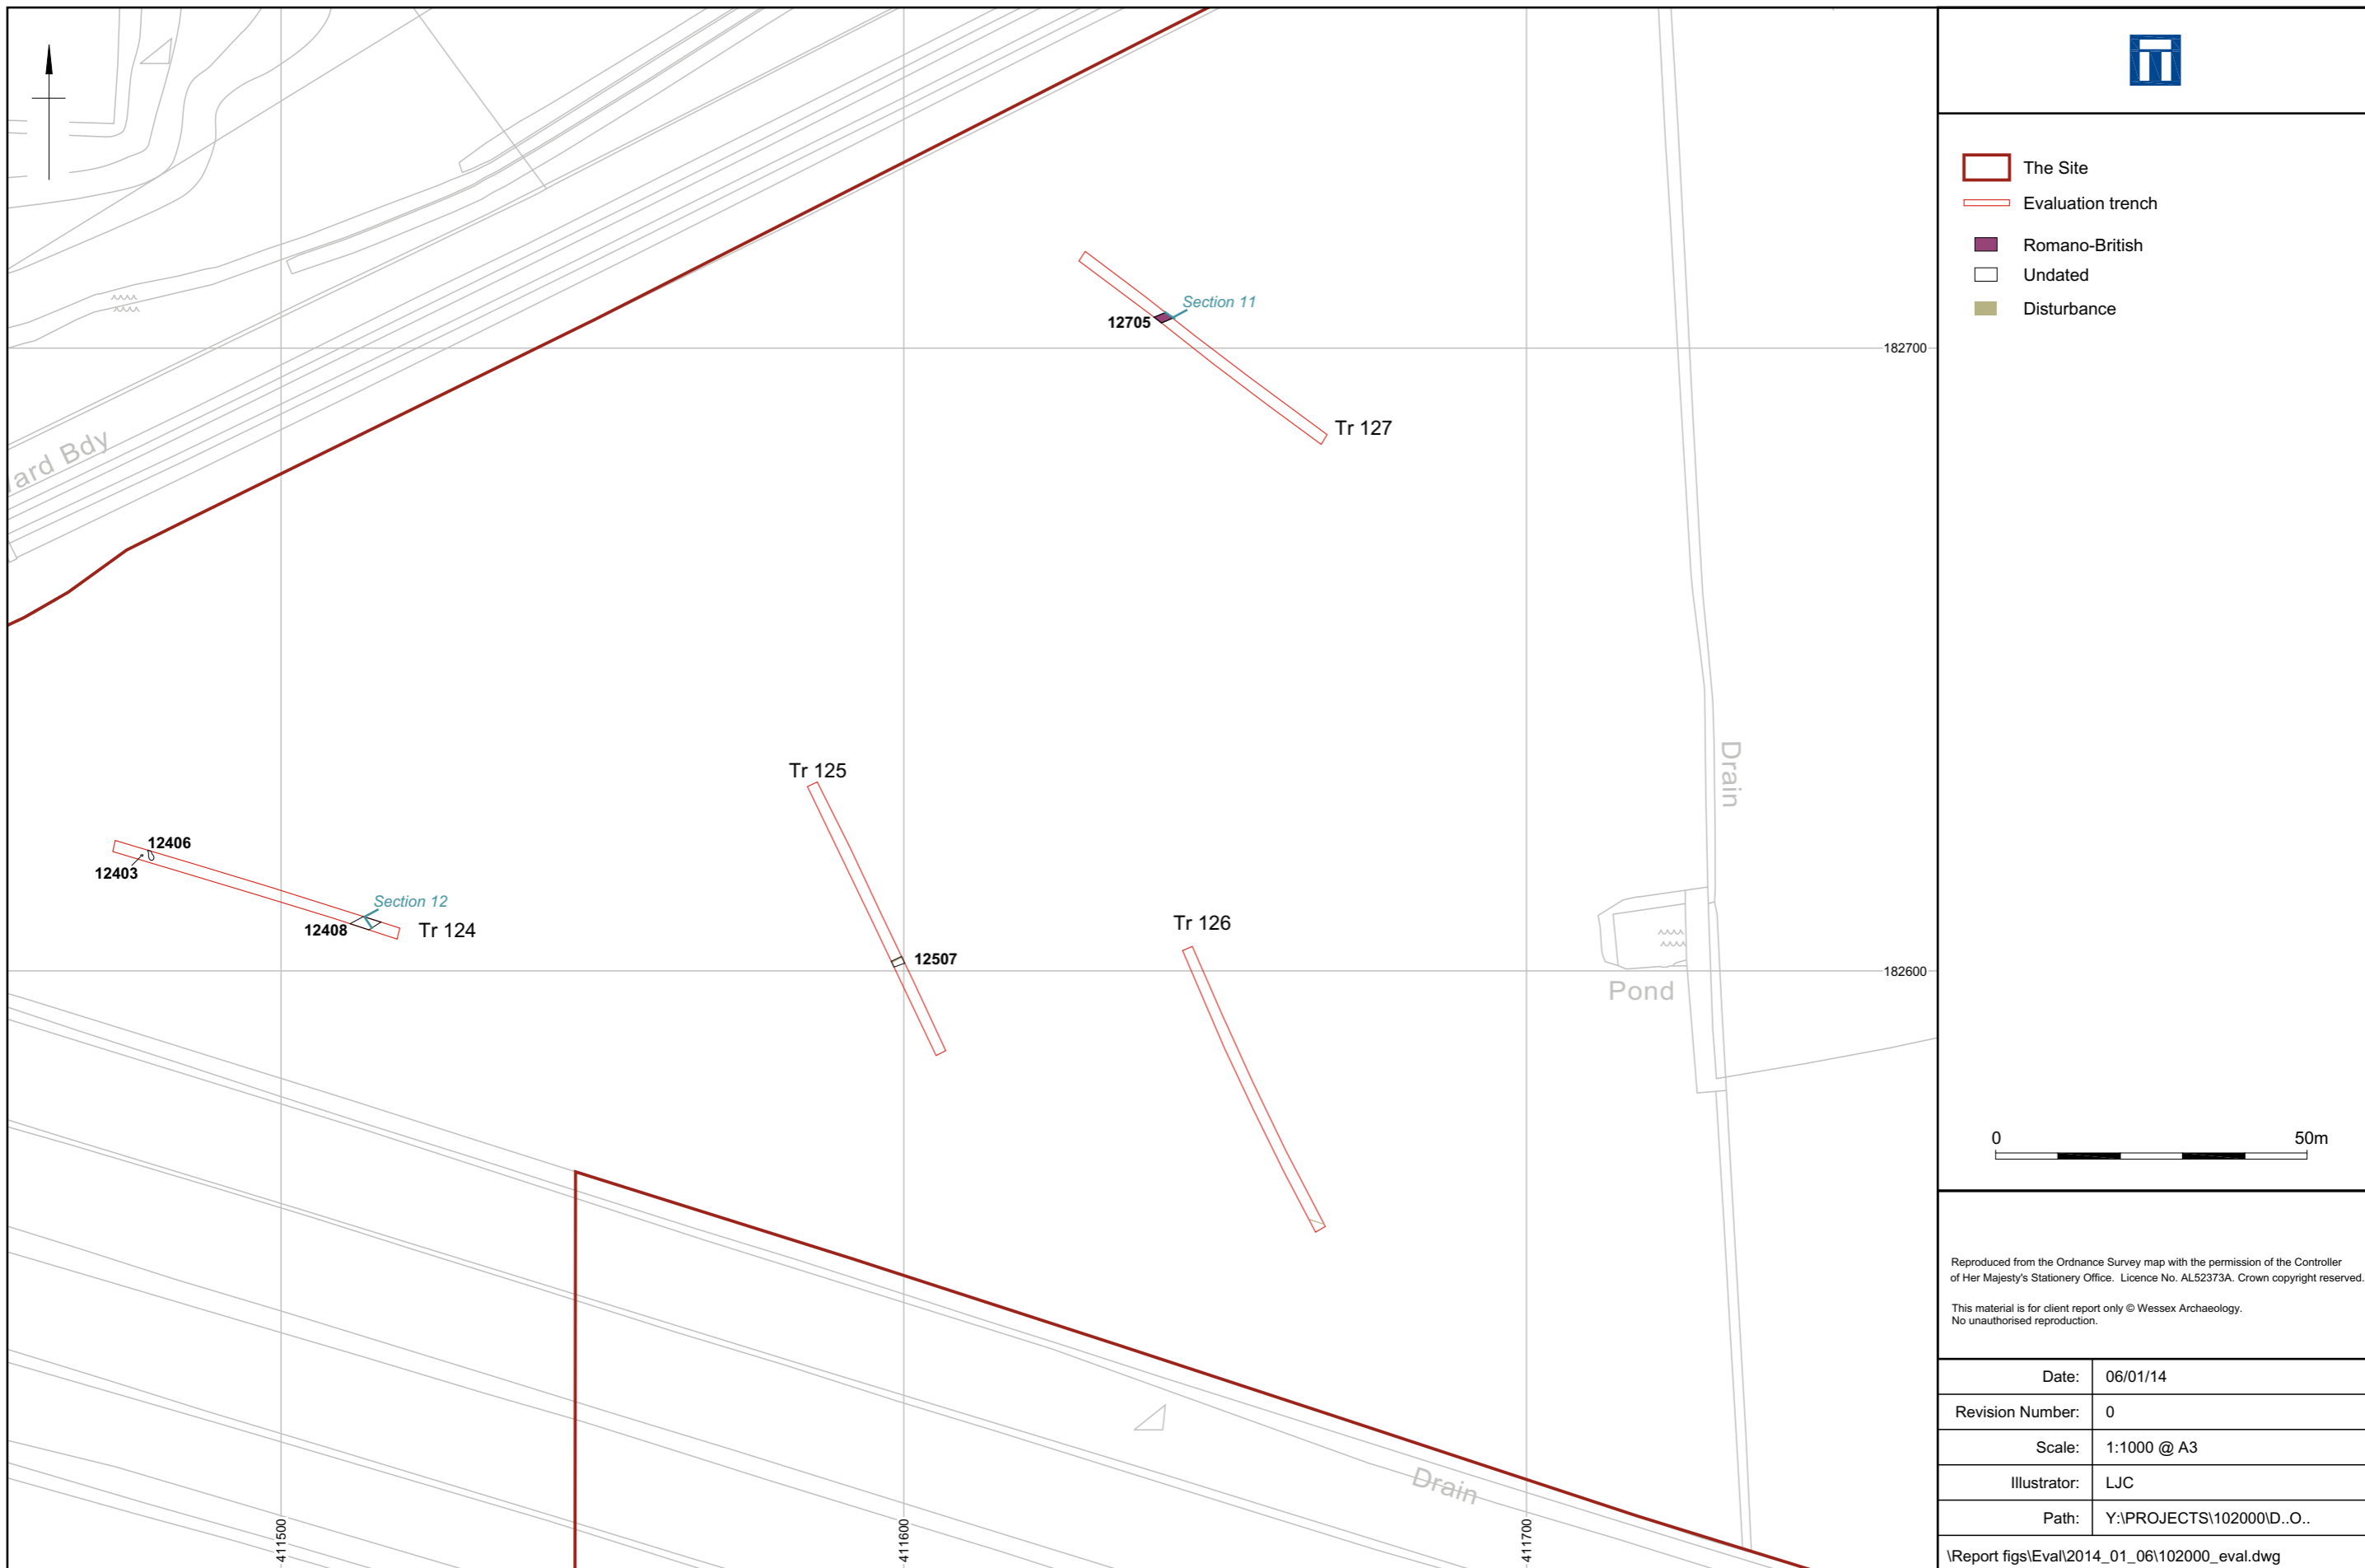 The Site
Evaluation trench
Romano-British
Undated
Disturbance
Section 11
12705
182700
Tr 127
Bdy
Drain
Tr 125
12406
12403
Section 12
12408
Tr 124
12507
Tr 126
182600
Pond
0 50m
Drain
411500
411600
411700
Reproduced from the Ordnance Survey map with the permission of the Controller
of Her Majesty's Stationery Office. Licence No. AL52373A. Crown copyright reserved.
This material is for client report only © Wessex Archaeology.
No unauthorised reproduction.
Date: 06/01/14
Revision Number: 0
Scale: 1:1000 @ A3
Illustrator: LJC
Path: Y:\PROJECTS\102000\D..O..
\Report figs\Eval\2014_01_06\102000_eval.dwg